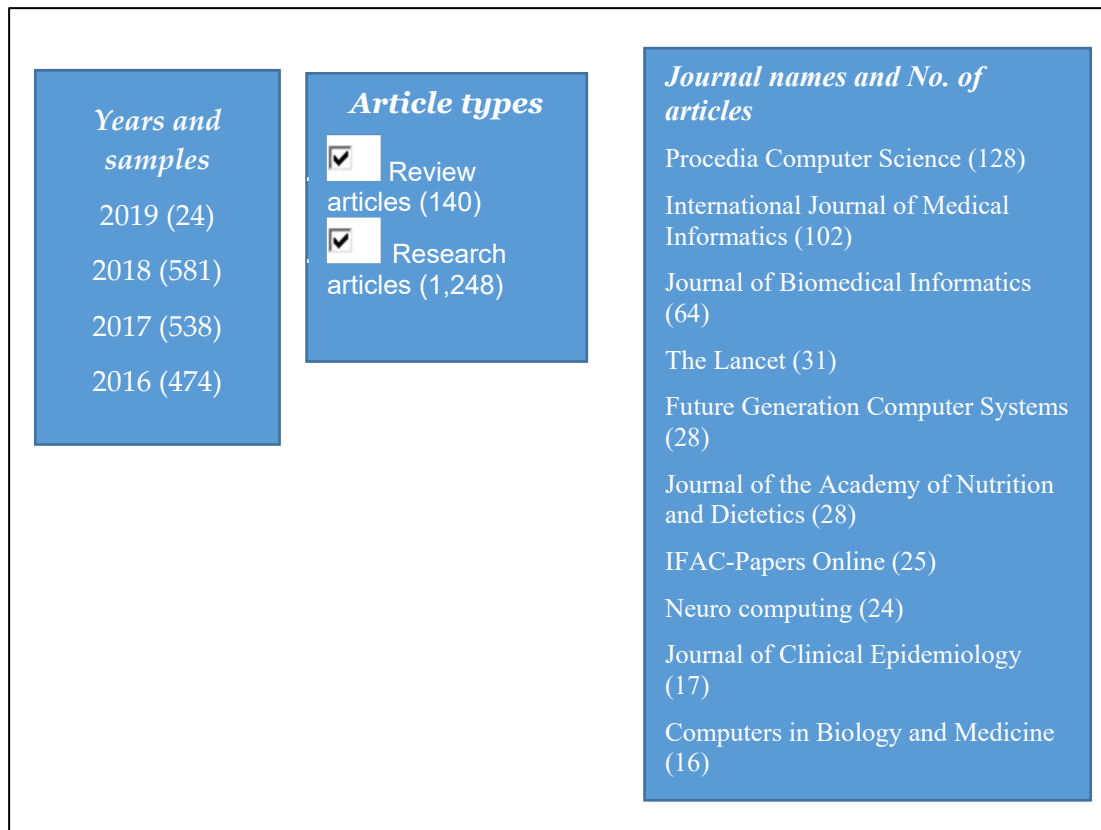 Years and
samples
2019 (24)
2018 (581)
2017 (538)
2016 (474)
Article types
. Review
articles (140)
. Research
articles (1,248)
Journal names and No. of
articles
Procedia Computer Science (128)
International Journal of Medical
Informatics (102)
Journal of Biomedical Informatics
(64)
The Lancet (31)
Future Generation Computer Systems
(28)
Journal of the Academy of Nutrition
and Dietetics (28)
IFAC-Papers Online (25)
Neuro computing (24)
Journal of Clinical Epidemiology
(17)
Computers in Biology and Medicine
(16)